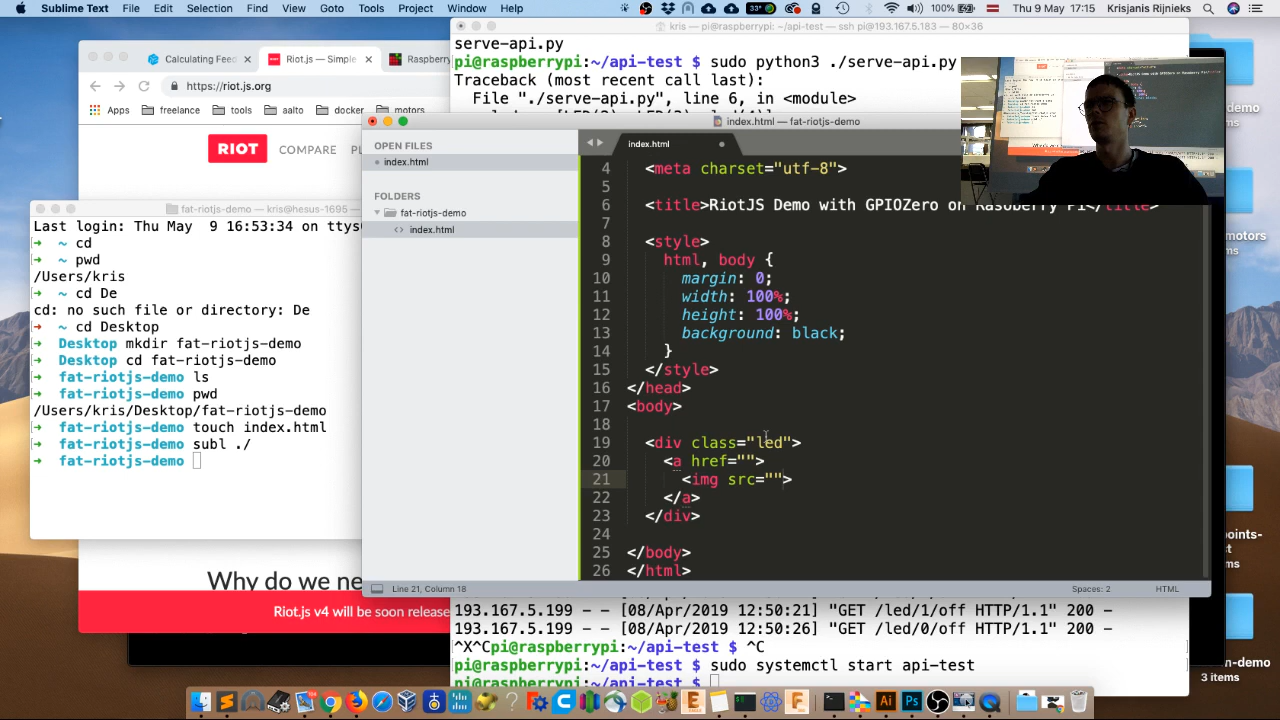 Sublime Text File Edit Selection Find View Goto Tools Project Window Help
33° 100% Thu 9 May 17:15 Krisjanis Rijnieks
kris — pi@raspberrypi: ~/api-test — ssh pi@193.167.5.183 — 80×36
serve-api.py
pi@raspberrypi:~/api-test $ sudo python3 ./serve-api.py
Traceback (most recent call last):
File "./serve-api.py", line 6, in <module>
Calculating Feed
Riot.js — Simple
Raspberry
https://riot.js.org
Apps freelance tools aalto docker motors
RIOT COMPARE
fat-riotjs-demo — kris@hesus-1695 —
Last login: Thu May 9 16:53:34 on ttys
➜ ~ cd
➜ ~ pwd
/Users/kris
➜ ~ cd De
cd: no such file or directory: De
➜ ~ cd Desktop
➜ Desktop mkdir fat-riotjs-demo
➜ Desktop cd fat-riotjs-demo
➜ fat-riotjs-demo ls
➜ fat-riotjs-demo pwd
/Users/kris/Desktop/fat-riotjs-demo
➜ fat-riotjs-demo touch index.html
➜ fat-riotjs-demo subl ./
➜ fat-riotjs-demo
Why do we ne
Riot.js v4 will be soon release
index.html — fat-riotjs-demo
OPEN FILES
index.html
FOLDERS
fat-riotjs-demo
index.html
index.html
4 <meta charset="utf-8">
5
6 <title>RiotJS Demo with GPIOZero on Raspberry Pi</title>
7
8 <style>
9 html, body {
10 margin: 0;
11 width: 100%;
12 height: 100%;
13 background: black;
14 }
15 </style>
16 </head>
17 <body>
18
19 <div class="led">
20 <a href="">
21 <img src="">
22 </a>
23 </div>
24
25 </body>
26 </html>
Line 21, Column 18 Spaces: 2 HTML
193.167.5.199 - - [08/Apr/2019 12:50:21] "GET /led/1/off HTTP/1.1" 200 -
193.167.5.199 - - [08/Apr/2019 12:50:26] "GET /led/0/off HTTP/1.1" 200 -
^X^Cpi@raspberrypi:~/api-test $ ^C
pi@raspberrypi:~/api-test $ sudo systemctl start api-test
pi@raspberrypi:~/api-test $
demo
motors
3 items